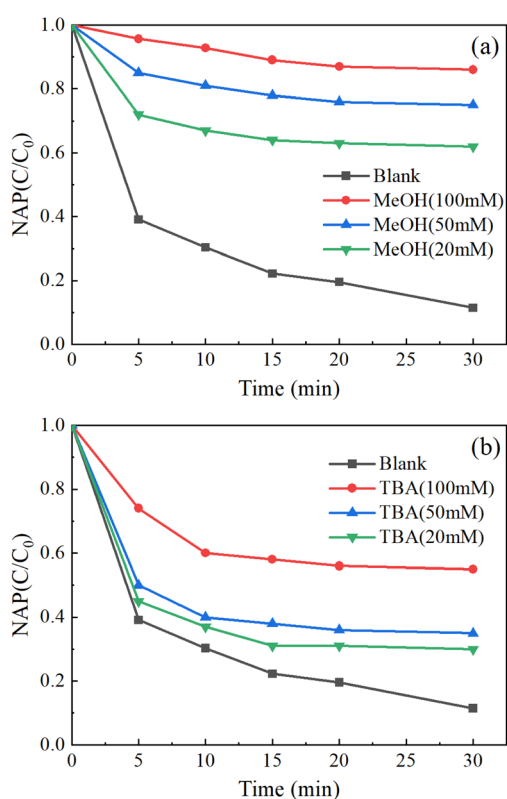 (a)
NAP(C/C₀)
1.0
0.8
0.6
0.4
0.2
0.0
Blank
MeOH(100mM)
MeOH(50mM)
MeOH(20mM)
0 5 10 15 20 25 30
Time (min)
(b)
NAP(C/C₀)
1.0
0.8
0.6
0.4
0.2
0.0
Blank
TBA(100mM)
TBA(50mM)
TBA(20mM)
0 5 10 15 20 25 30
Time (min)